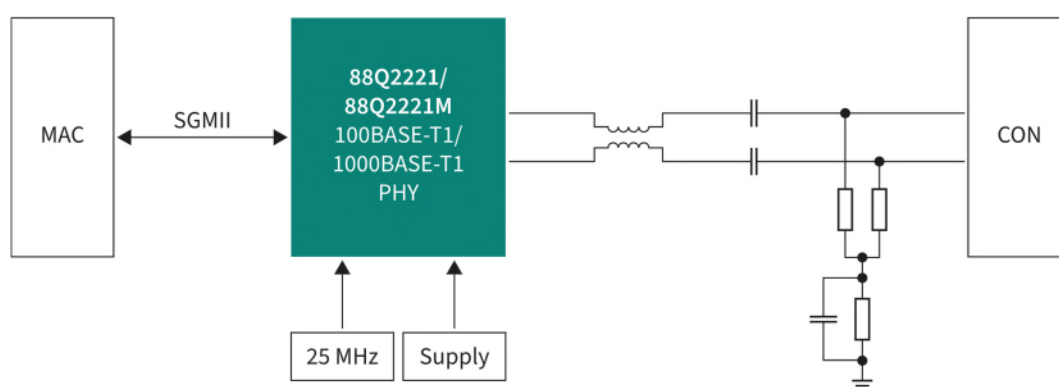 MAC
SGMII
88Q2221/
88Q2221M
100BASE-T1/
1000BASE-T1
PHY
CON
25 MHz
Supply